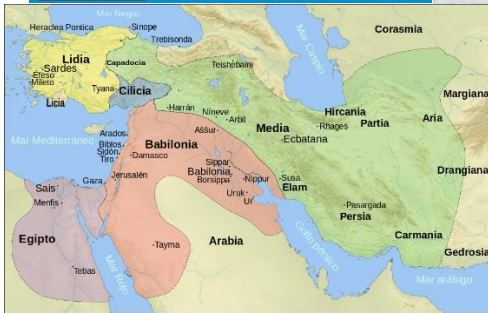 Mar Negro
Heraclea Pontica
Sinope
Trebisonda
Mar Caspio
Corasmia
Lidia
Sardes
Efeso
Mileto
Licia
Capadocia
Tyana
Cilicia
Teishebaini
Harrán
Nínive
Arbil
Assur
Media
Ecbatana
Rhages
Hircania
Partia
Margiana
Aria
Mar Mediterráneo
Arados
Biblos
Sidón
Tiro
Damasco
Babilonia
Sippar
Babilonia
Borsippa
Nippur
Uruk
Ur
Susa
Elam
Drangiana
Gaza
Jerusalén
Sais
Menfis
Egipto
Tebas
Tayma
Arabia
Mar Rojo
Golfo pérsico
Pasargada
Persia
Carmania
Gedrosia
Mar arábigo